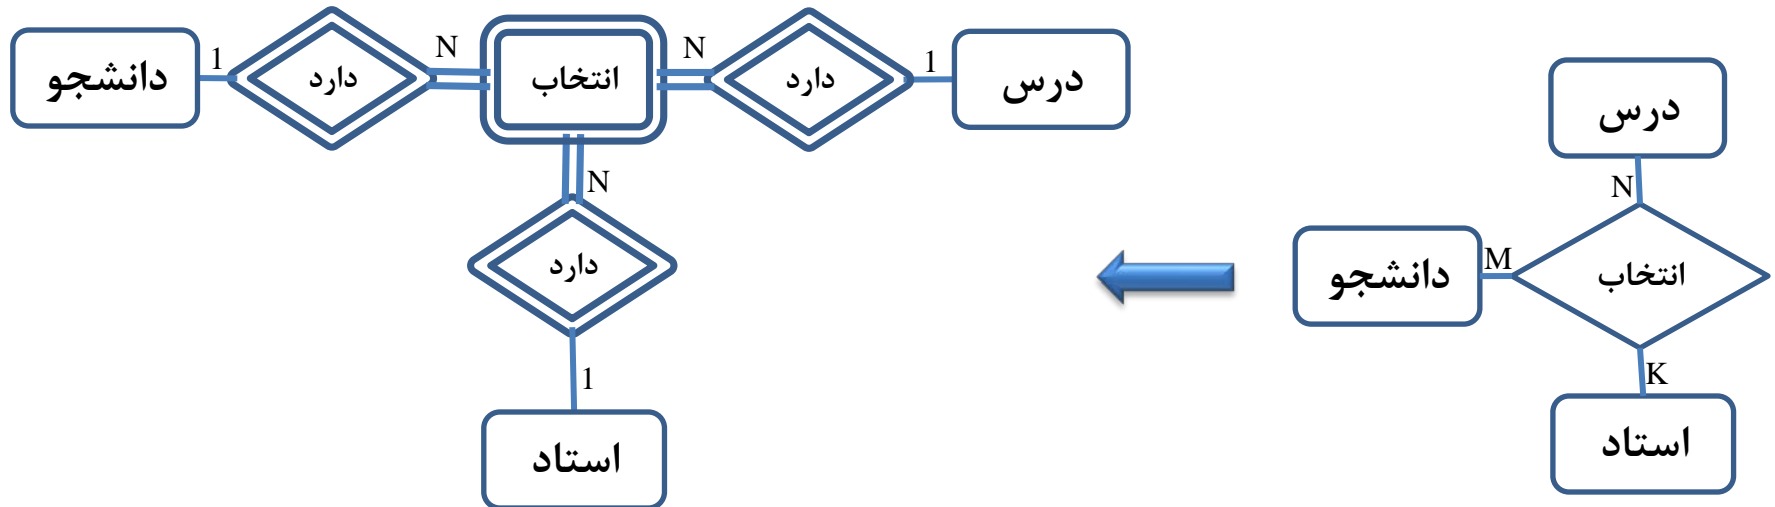 دانشجو
1
دارد
N
انتخاب
N
دارد
1
درس
N
دارد
1
استاد
درس
N
دانشجو
M
انتخاب
K
استاد